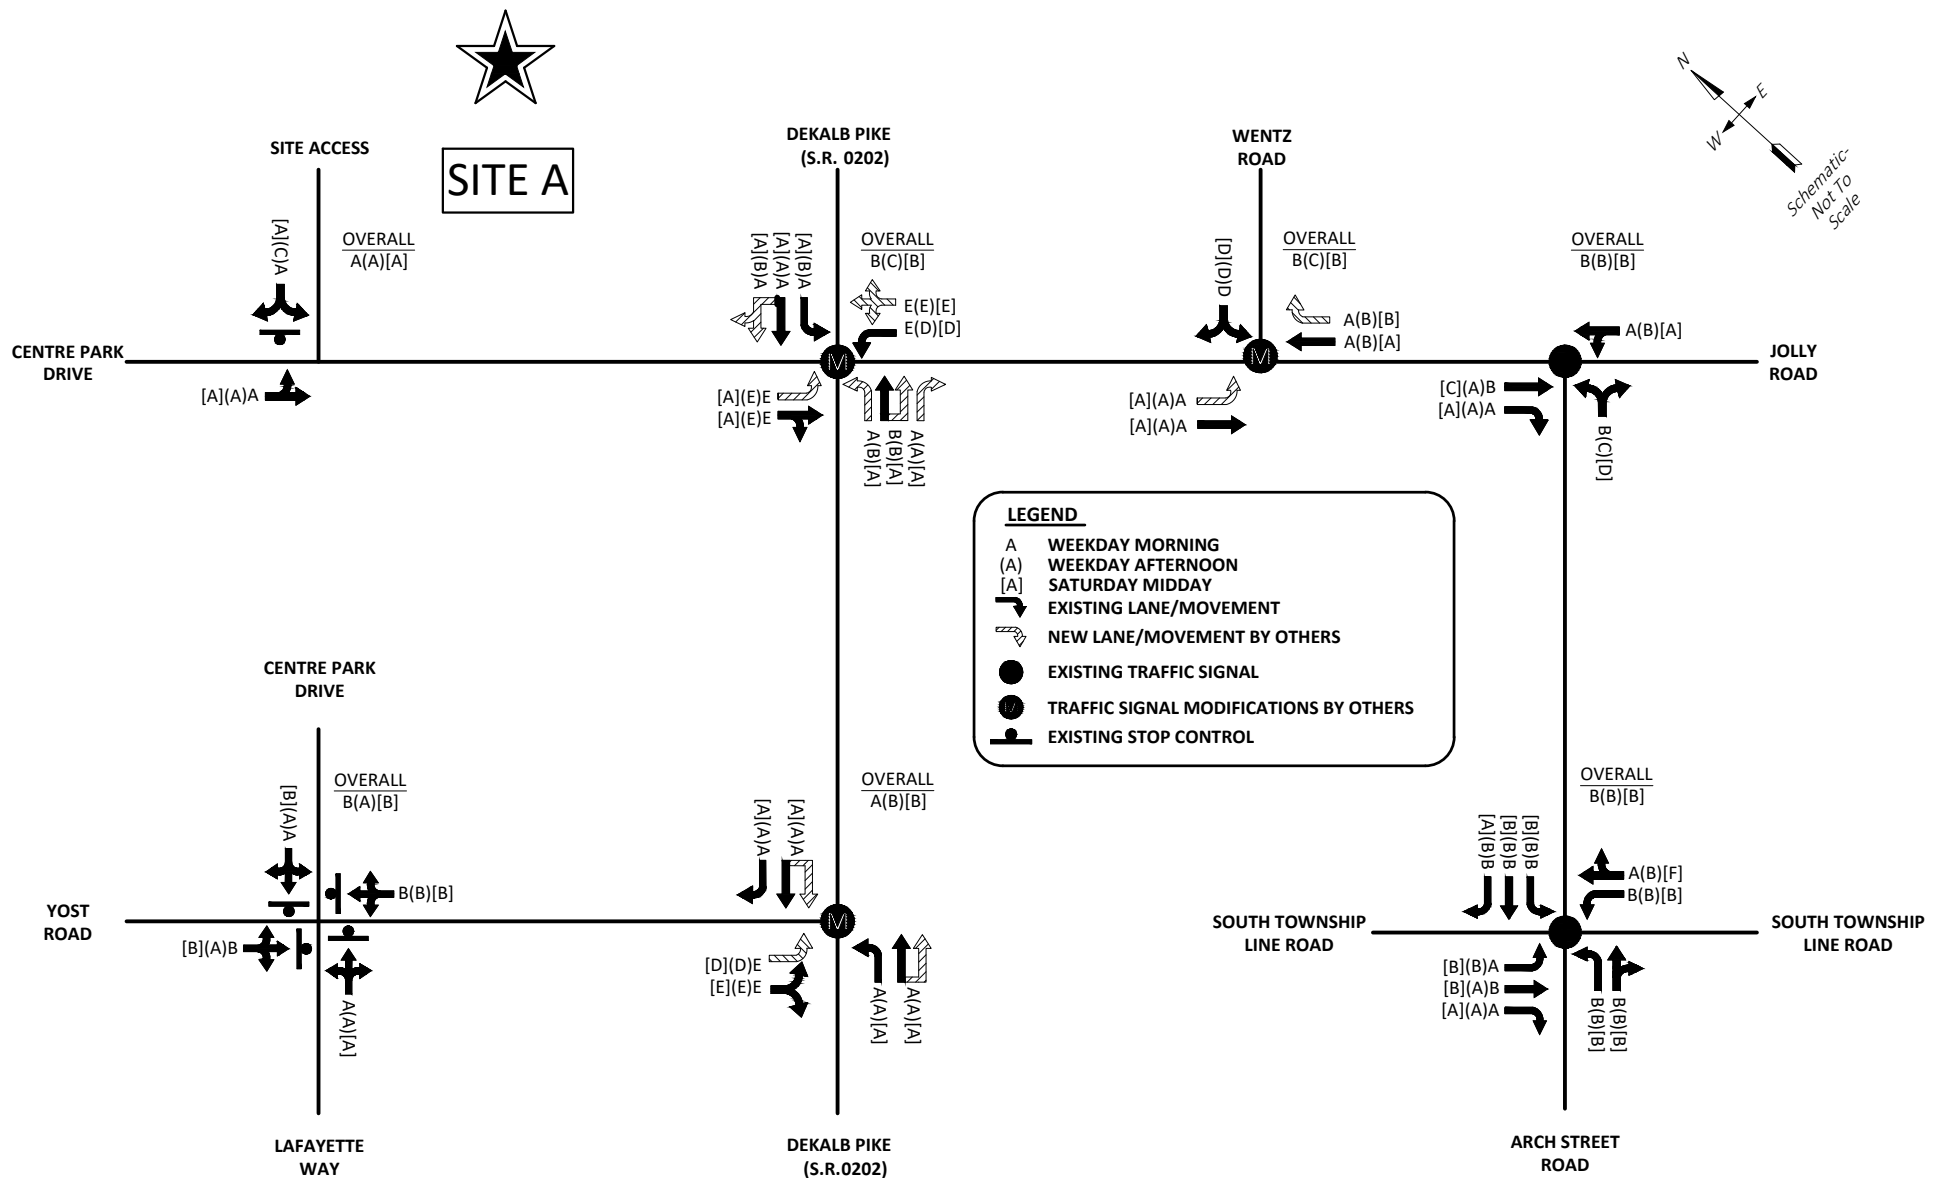 SITE A
N
E
W
Schematic-
Not To
Scale
SITE ACCESS
DEKALB PIKE
(S.R. 0202)
WENTZ
ROAD
[A](C)A
OVERALL
A(A)[A]
[A](B)A
[A](A)A
[A](B)A
OVERALL
B(C)[B]
E(E)[E]
E(D)[D]
[D](D)D
OVERALL
B(C)[B]
A(B)[B]
A(B)[A]
OVERALL
B(B)[B]
A(B)[A]
CENTRE PARK
DRIVE
JOLLY
ROAD
M
M
[A](A)A
[A](E)E
[A](E)E
A(B)[A]
B(B)[A]
A(A)[A]
[A](A)A
[A](A)A
[C](A)B
[A](A)A
B(C)[D]
LEGEND
A WEEKDAY MORNING
(A) WEEKDAY AFTERNOON
[A] SATURDAY MIDDAY
EXISTING LANE/MOVEMENT
NEW LANE/MOVEMENT BY OTHERS
EXISTING TRAFFIC SIGNAL
M TRAFFIC SIGNAL MODIFICATIONS BY OTHERS
EXISTING STOP CONTROL
CENTRE PARK
DRIVE
[B](A)A
OVERALL
B(A)[B]
[A](A)A
[A](A)A
OVERALL
A(B)[B]
OVERALL
B(B)[B]
[A](B)B
[B](B)B
[B](B)B
B(B)[B]
A(B)[F]
B(B)[B]
YOST
ROAD
M
SOUTH TOWNSHIP
LINE ROAD
SOUTH TOWNSHIP
LINE ROAD
[B](A)B
A(A)[A]
[D](D)E
[E](E)E
A(A)[A]
A(A)[A]
[B](B)A
[B](A)B
[A](A)A
B(B)[B]
B(B)[B]
LAFAYETTE
WAY
DEKALB PIKE
(S.R.0202)
ARCH STREET
ROAD